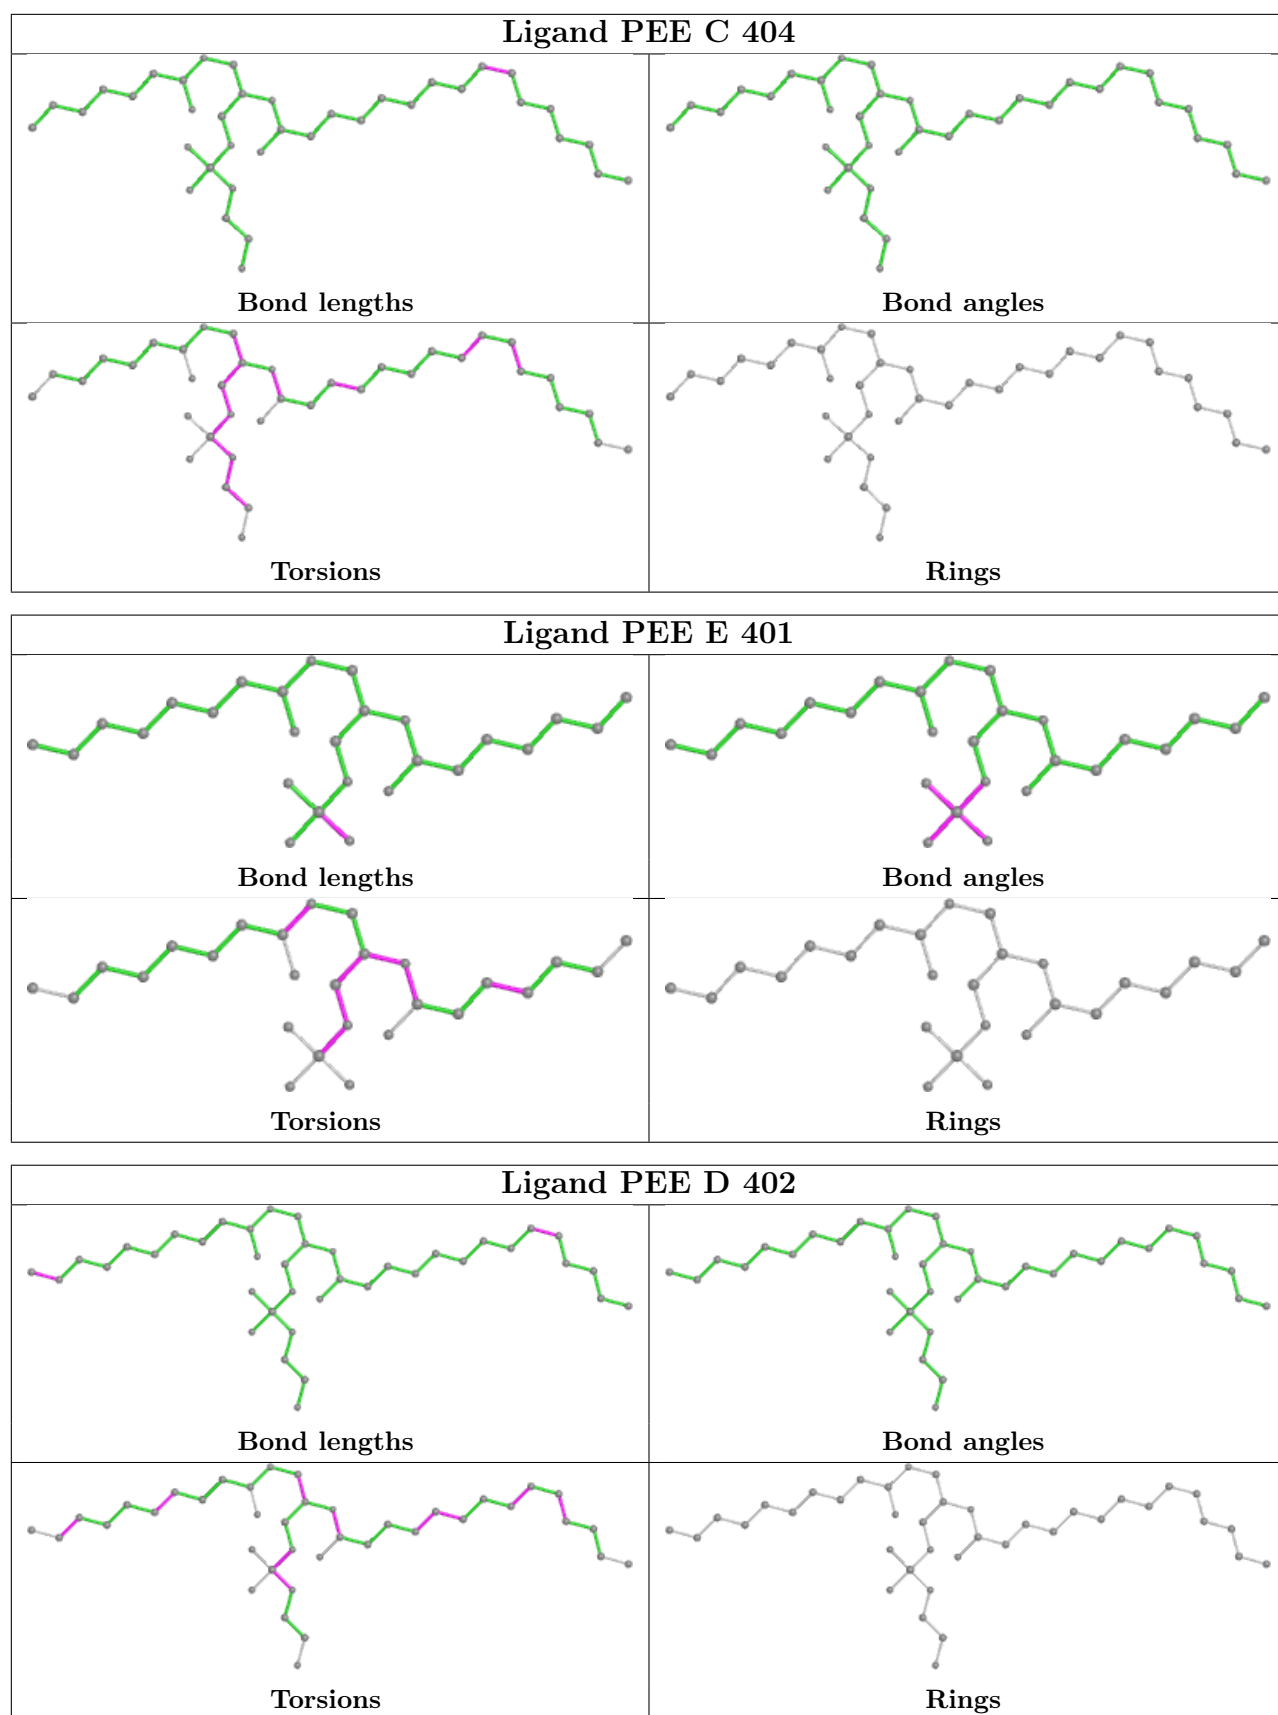 Ligand PEE C 404
Bond lengths
Bond angles
Torsions
Rings
Ligand PEE E 401
Bond lengths
Bond angles
Torsions
Rings
Ligand PEE D 402
Bond lengths
Bond angles
Torsions
Rings